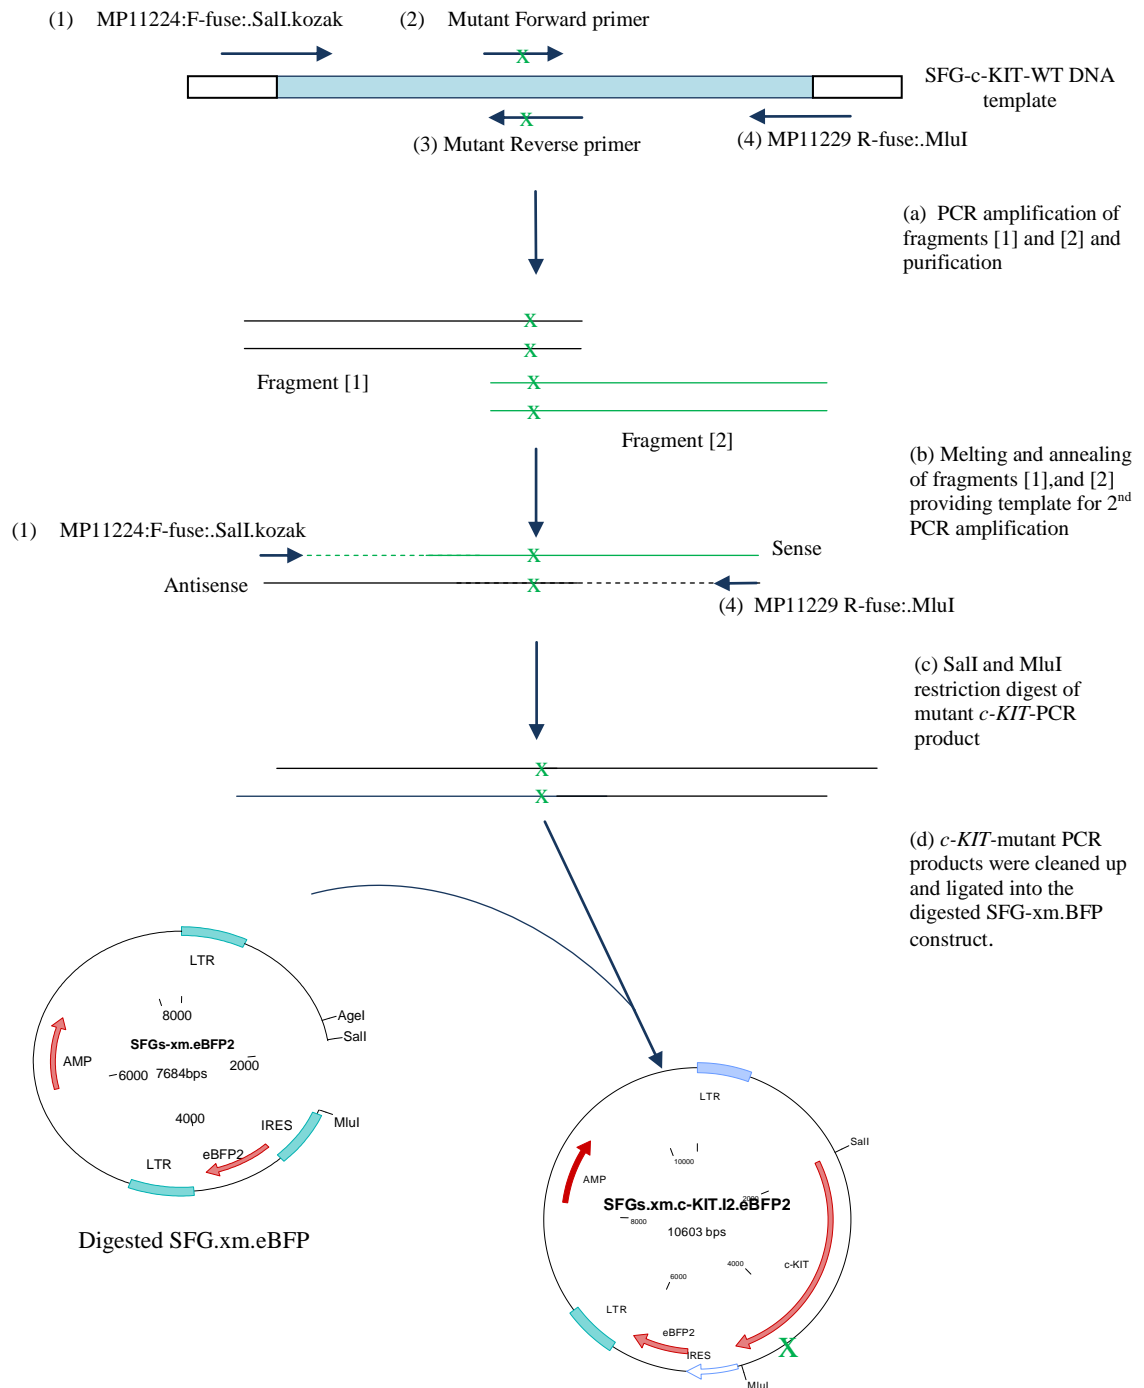 (1) MP11224:F-fuse:.SalI.kozak
(2) Mutant Forward primer
X
SFG-c-KIT-WT DNA
template
X
(3) Mutant Reverse primer
(4) MP11229 R-fuse:.MluI
(a) PCR amplification of
fragments [1] and [2] and
purification
X
X
Fragment [1]
X
X
Fragment [2]
(b) Melting and annealing
of fragments [1],and [2]
providing template for 2nd
PCR amplification
(1) MP11224:F-fuse:.SalI.kozak
X
Sense
Antisense
X
(4) MP11229 R-fuse:.MluI
(c) SalI and MluI
restriction digest of
mutant c-KIT-PCR
product
X
X
(d) c-KIT-mutant PCR
products were cleaned up
and ligated into the
digested SFG-xm.BFP
construct.
LTR
8000
AgeI
SalI
SFGs-xm.eBFP2
2000
AMP
6000
7684bps
4000
IRES
MluI
eBFP2
LTR
Digested SFG.xm.eBFP
LTR
SalI
10000
AMP
2000
SFGs.xm.c-KIT.I2.eBFP2
8000
10603 bps
c-KIT
4000
6000
LTR
eBFP2
IRES
X
MluI